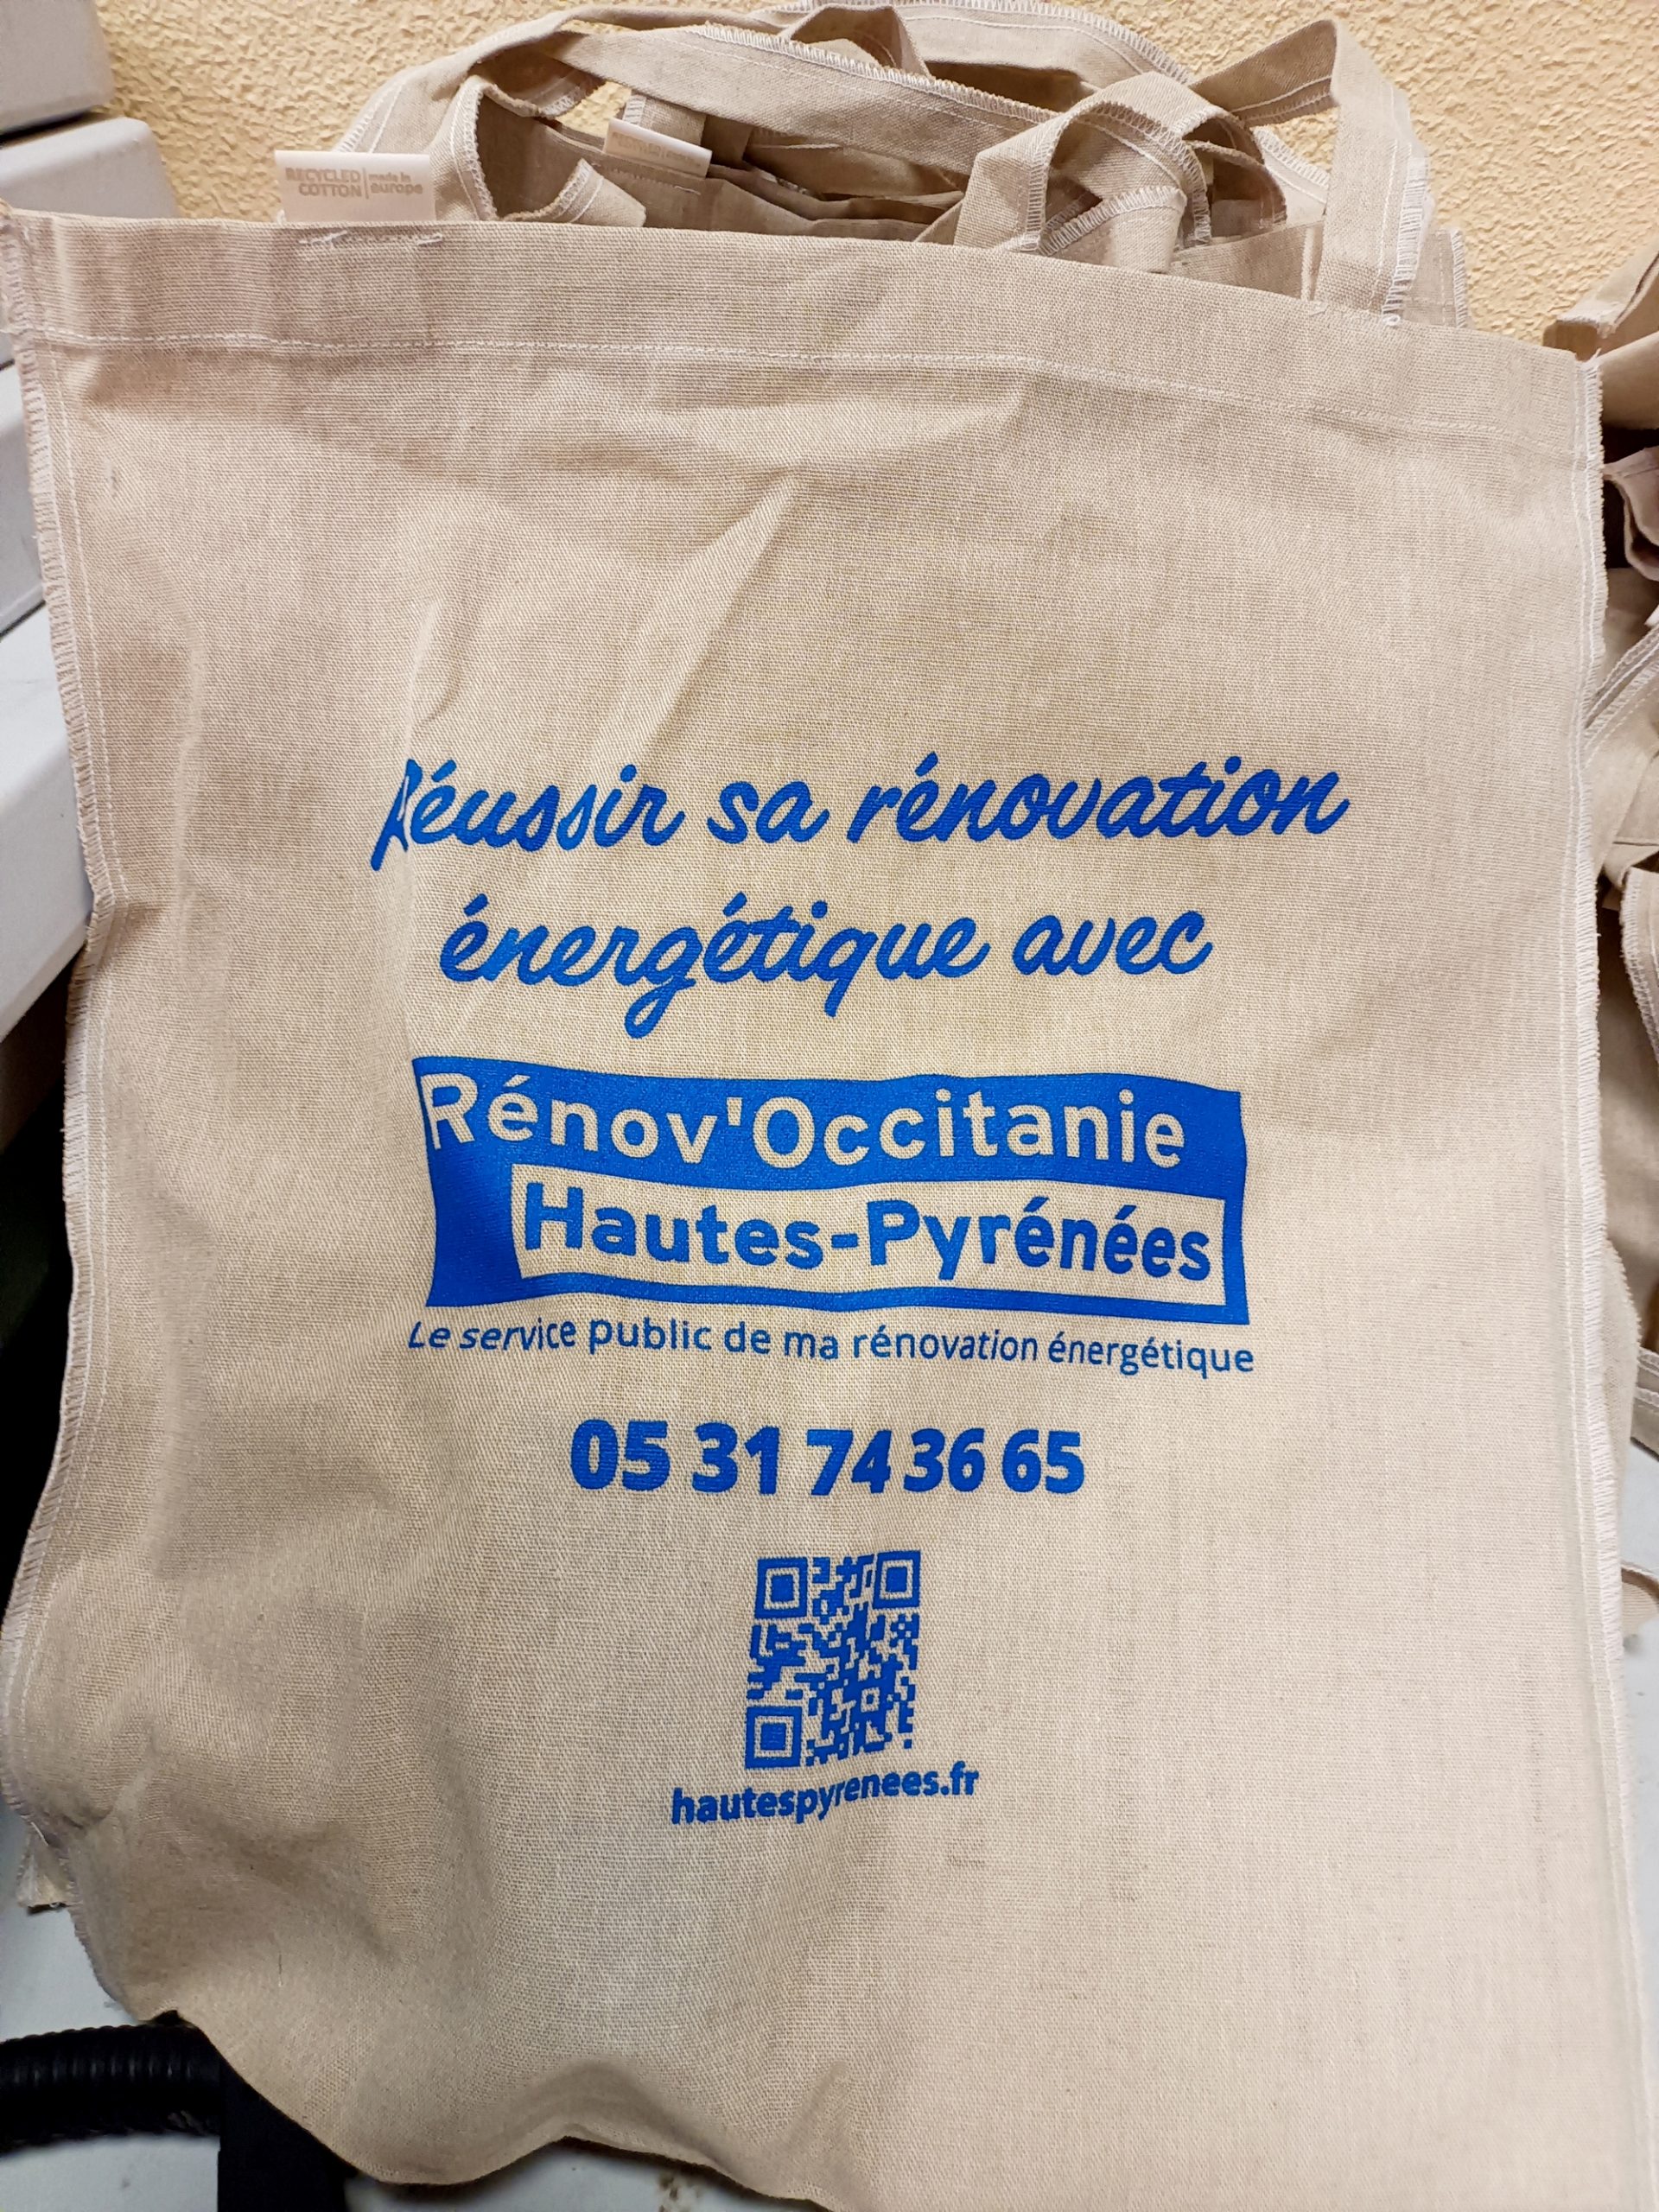 RECYCLED
COTTON
made in
europe
Réussir sa rénovation
énergétique avec
Rénov'Occitanie
Hautes-Pyrénées
Le service public de ma rénovation énergétique
05 31 74 36 65
hautespyrenees.fr